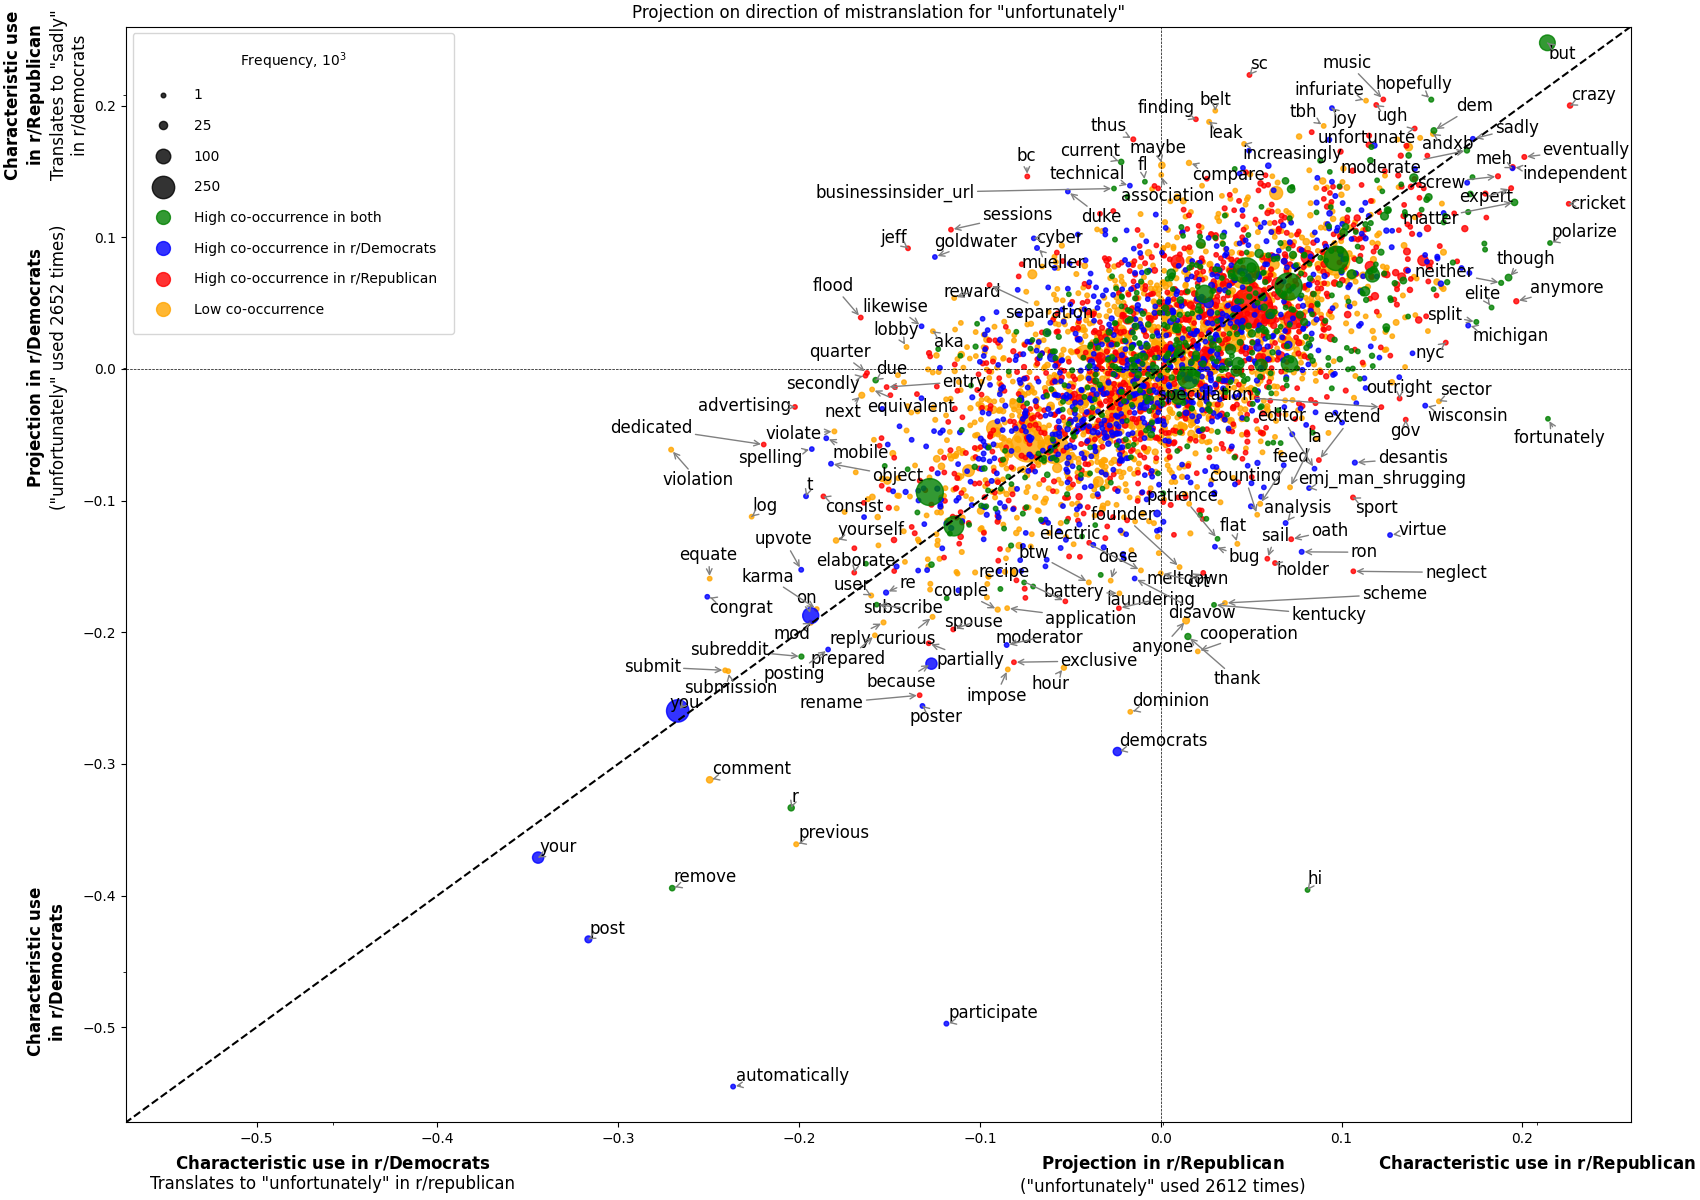 Projection on direction of mistranslation for "unfortunately"
Characteristic use
in r/Republican
Translates to "sadly"
in r/democrats
Projection in r/Democrats
("unfortunately" used 2652 times)
Characteristic use
in r/Democrats
Frequency, 10^3
1
25
100
250
High co-occurrence in both
High co-occurrence in r/Democrats
High co-occurrence in r/Republican
Low co-occurrence
0.2
0.1
0.0
−0.1
−0.2
−0.3
−0.4
−0.5
but
sc
music
hopefully
infuriate
crazy
belt
finding
tbh
joy
ugh
dem
sadly
thus
leak
unfortunate
andxb
current
maybe
increasingly
eventually
bc
fl
moderate
meh
technical
compare
screw
independent
businessinsider_url
association
expert
cricket
sessions
duke
matter
jeff
goldwater
cyber
polarize
mueller
neither
though
flood
reward
elite
anymore
likewise
separation
split
lobby
aka
michigan
quarter
nyc
due
secondly
entry
speculation
outright
sector
advertising
next
equivalent
editor
extend
wisconsin
dedicated
violate
la
gov
fortunately
spelling
mobile
feed
desantis
violation
object
counting
emj_man_shrugging
t
patience
log
consist
founder
analysis
sport
upvote
yourself
electric
flat
sail
oath
virtue
equate
elaborate
btw
dose
bug
ron
karma
user
re
recipe
meltdown
crt
holder
neglect
congrat
on
subscribe
couple
battery
laundering
scheme
mod
spouse
application
disavow
kentucky
subreddit
reply
curious
moderator
anyone
cooperation
submit
posting
prepared
partially
exclusive
submission
because
impose
hour
thank
you
rename
poster
dominion
democrats
comment
r
previous
your
remove
hi
post
participate
automatically
−0.5
−0.4
−0.3
−0.2
−0.1
0.0
0.1
0.2
Characteristic use in r/Democrats
Translates to "unfortunately" in r/republican
Projection in r/Republican
("unfortunately" used 2612 times)
Characteristic use in r/Republican